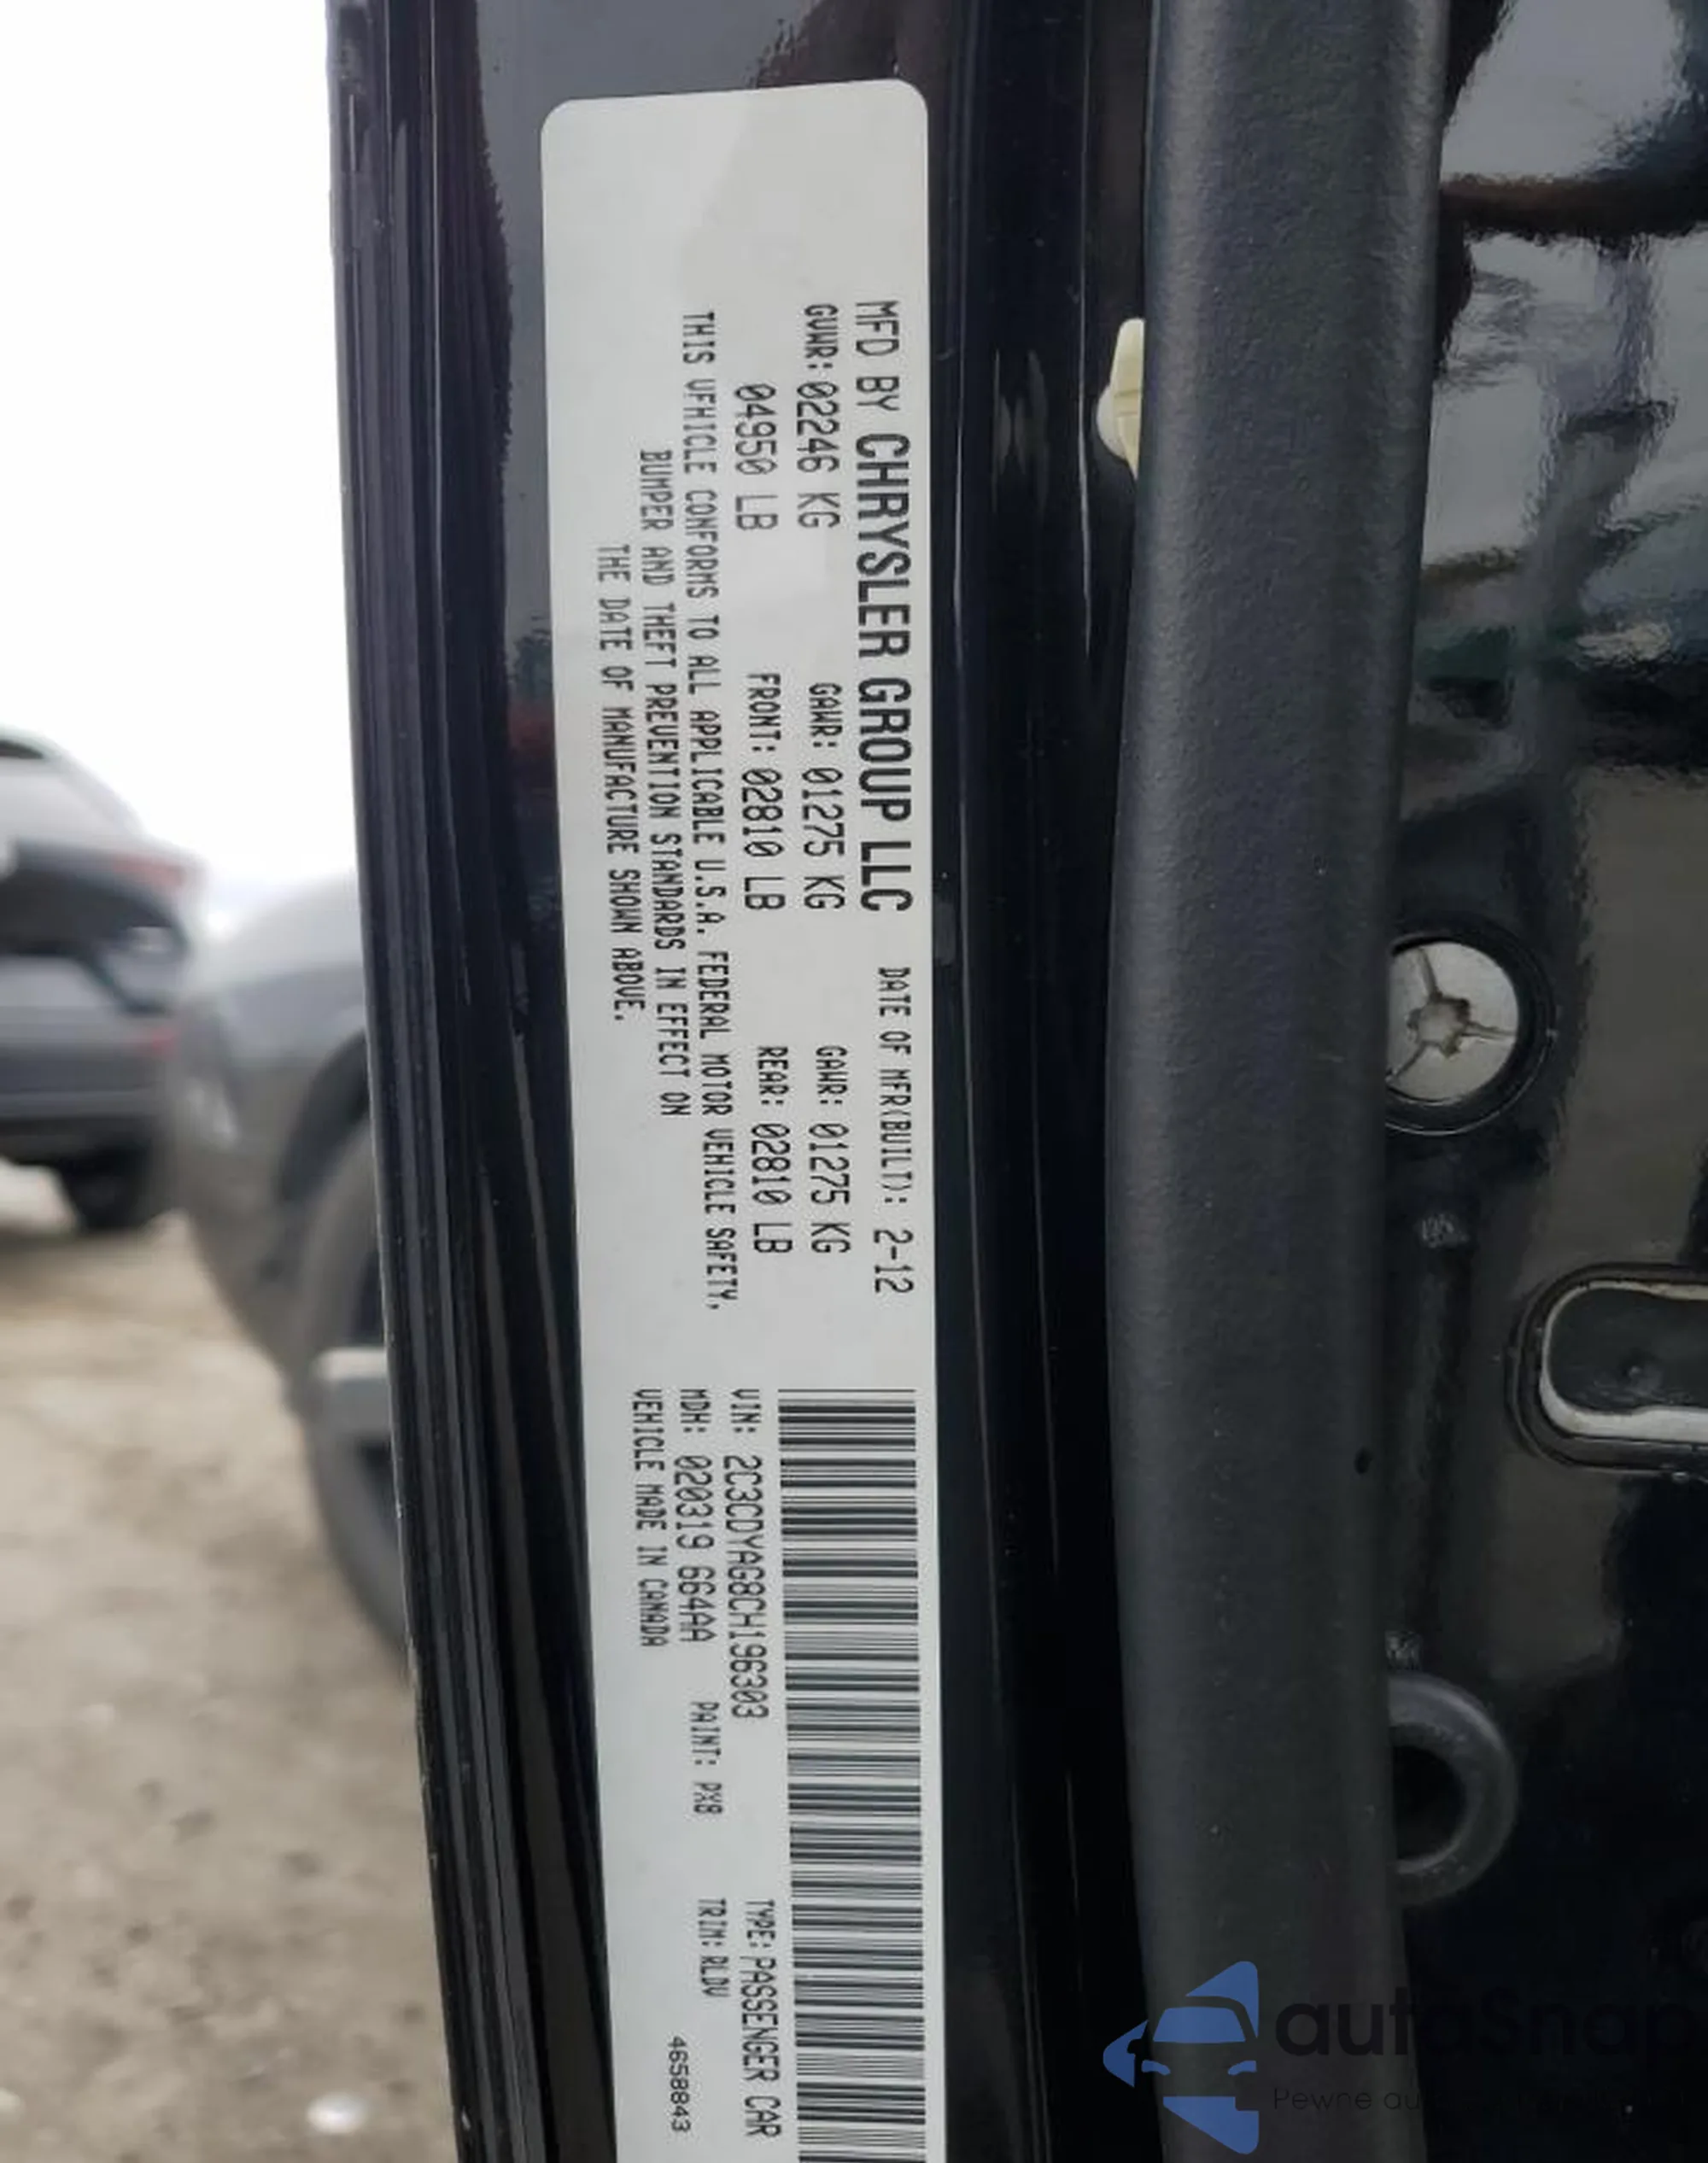 MFD BY CHRYSLER GROUP LLC DATE OF MFR(BUILT): 2-12
GVWR: 02246 KG GAWR: 01275 KG GAWR: 01275 KG
04950 LB FRONT: 02810 LB REAR: 02810 LB
THIS VEHICLE CONFORMS TO ALL APPLICABLE U.S.A. FEDERAL MOTOR VEHICLE SAFETY,
BUMPER AND THEFT PREVENTION STANDARDS IN EFFECT ON
THE DATE OF MANUFACTURE SHOWN ABOVE.
VIN: 2C3CDYAG8CH196303 TYPE: PASSENGER CAR
MDH: 020319 664AA PAINT: PX8 TRIM: RLDV
VEHICLE MADE IN CANADA 4658843
autoSnap
Pewne